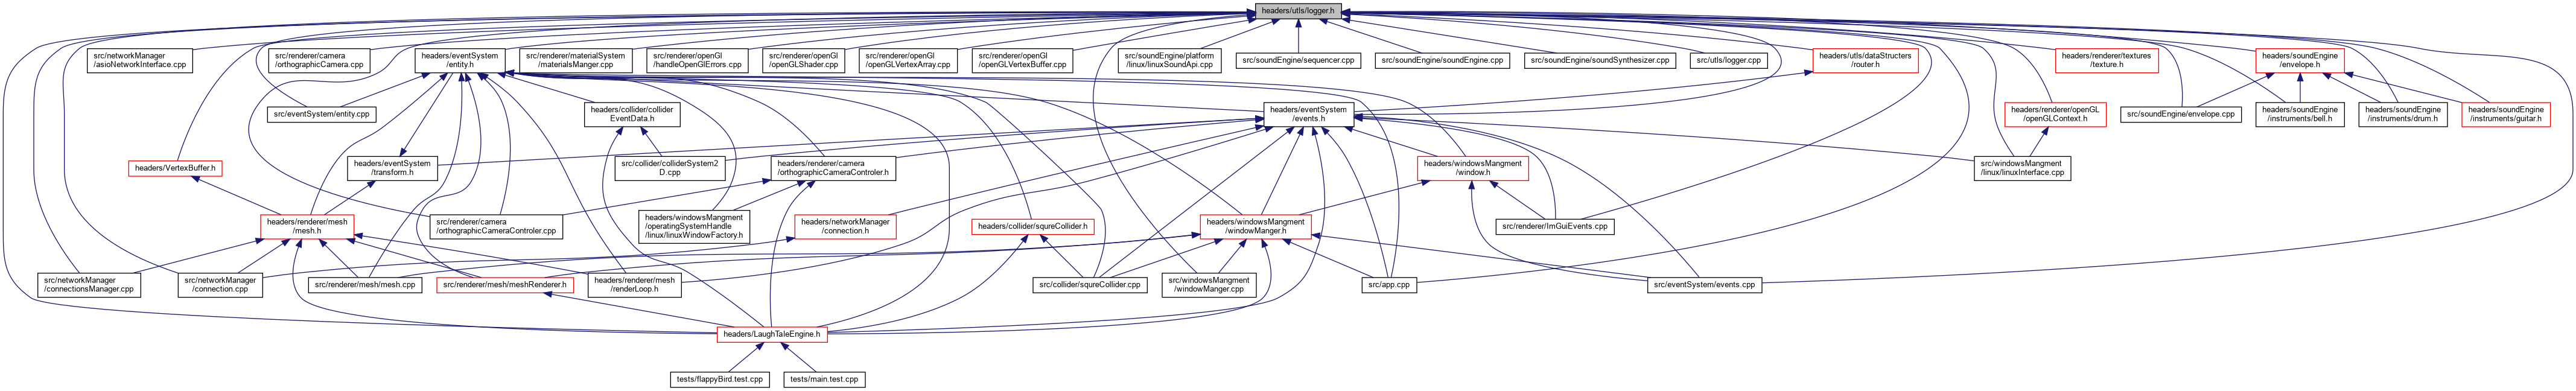 headers/utls/logger.h
src/networkManager
/asioNetworkInterface.cpp
src/renderer/camera
/orthographicCamera.cpp
headers/eventSystem
/entity.h
src/renderer/materialSystem
/materialsManger.cpp
src/renderer/openGl
/handleOpenGlErrors.cpp
src/renderer/openGl
/openGLShader.cpp
src/renderer/openGl
/openGLVertexArray.cpp
src/renderer/openGl
/openGLVertexBuffer.cpp
src/soundEngine/platform
/linux/linuxSoundApi.cpp
src/soundEngine/sequencer.cpp
src/soundEngine/soundEngine.cpp
src/soundEngine/soundSynthesizer.cpp
src/utls/logger.cpp
headers/utls/dataStructers
/router.h
headers/renderer/textures
/texture.h
headers/soundEngine
/envelope.h
src/eventSystem/entity.cpp
headers/collider/collider
EventData.h
headers/eventSystem
/events.h
headers/renderer/openGL
/openGLContext.h
src/soundEngine/envelope.cpp
headers/soundEngine
/instruments/bell.h
headers/soundEngine
/instruments/drum.h
headers/soundEngine
/instruments/guitar.h
headers/VertexBuffer.h
headers/eventSystem
/transform.h
src/collider/colliderSystem2
D.cpp
headers/renderer/camera
/orthographicCameraControler.h
headers/windowsMangment
/window.h
src/windowsMangment
/linux/linuxInterface.cpp
headers/renderer/mesh
/mesh.h
src/renderer/camera
/orthographicCameraControler.cpp
headers/windowsMangment
/operatingSystemHandle
/linux/linuxWindowFactory.h
headers/networkManager
/connection.h
headers/collider/squreCollider.h
headers/windowsMangment
/windowManger.h
src/renderer/ImGuiEvents.cpp
src/networkManager
/connectionsManager.cpp
src/networkManager
/connection.cpp
src/renderer/mesh/mesh.cpp
src/renderer/mesh/meshRenderer.h
headers/renderer/mesh
/renderLoop.h
src/collider/squreCollider.cpp
src/windowsMangment
/windowManger.cpp
src/app.cpp
src/eventSystem/events.cpp
headers/LaughTaleEngine.h
tests/flappyBird.test.cpp
tests/main.test.cpp